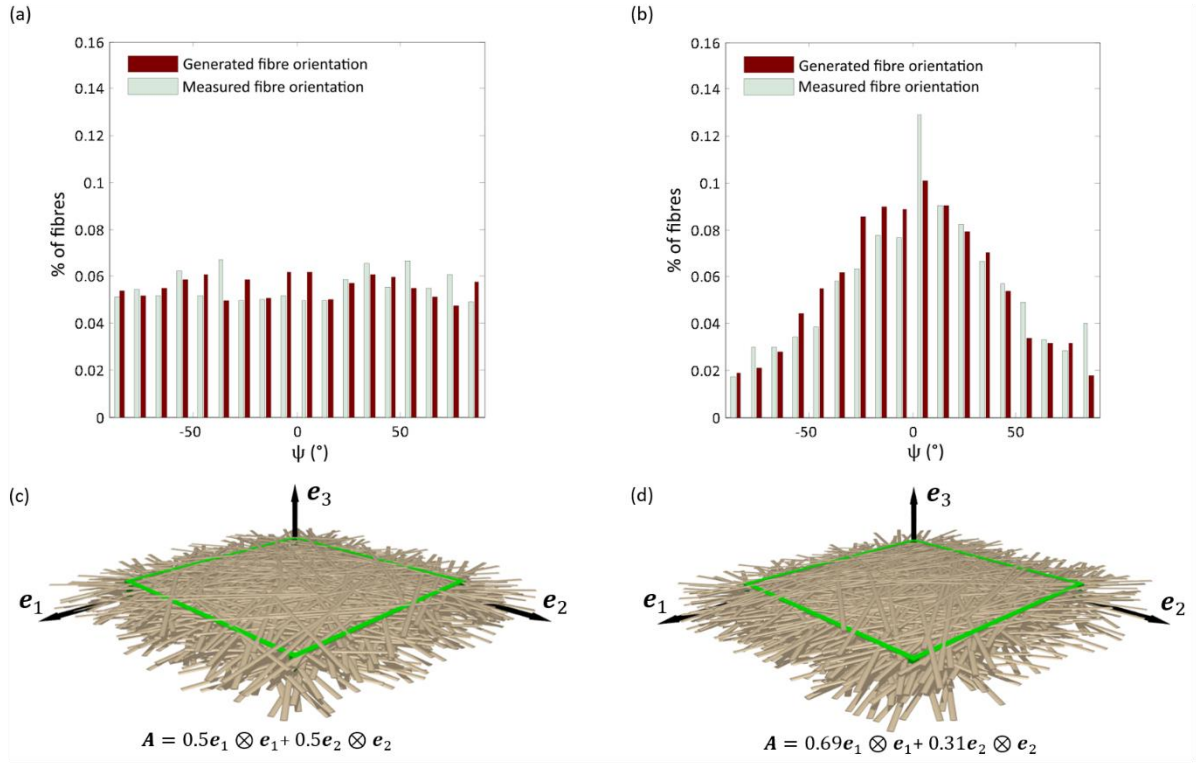 (a)
0.16
0.14
0.12
0.1
0.08
0.06
0.04
0.02
0
% of fibres
Generated fibre orientation
Measured fibre orientation
-50 0 50
ψ (°)
(b)
0.16
0.14
0.12
0.1
0.08
0.06
0.04
0.02
0
% of fibres
Generated fibre orientation
Measured fibre orientation
-50 0 50
ψ (°)
(c)
e₃
e₁
e₂
A = 0.5e₁ ⊗ e₁+ 0.5e₂ ⊗ e₂
(d)
e₃
e₁
e₂
A = 0.69e₁ ⊗ e₁+ 0.31e₂ ⊗ e₂